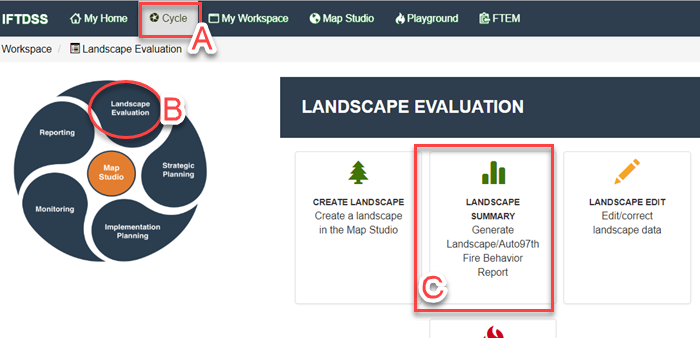 IFTDSS My Home Cycle My Workspace Map Studio Playground FTEM
A
Workspace / Landscape Evaluation
Landscape
Evaluation
B
Reporting
Map
Studio
Strategic
Planning
Monitoring
Implementation
Planning
LANDSCAPE EVALUATION
CREATE LANDSCAPE
Create a landscape
in the Map Studio
LANDSCAPE
SUMMARY
Generate
Landscape/Auto97th
Fire Behavior
Report
C
LANDSCAPE EDIT
Edit/correct
landscape data